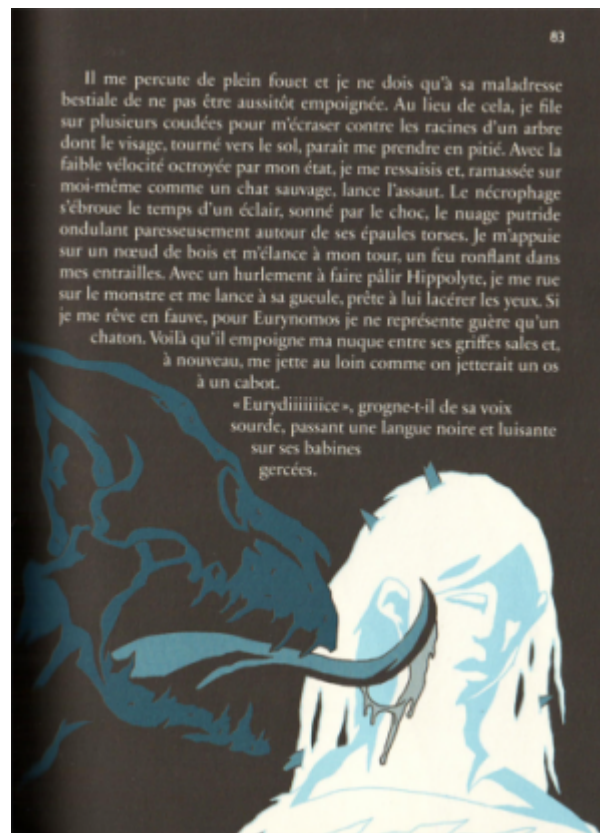 83
Il me percute de plein fouet et je ne dois qu'à sa maladresse
bestiale de ne pas être aussitôt empoignée. Au lieu de cela, je file
sur plusieurs coudées pour m'écraser contre les racines d'un arbre
dont le visage, tourné vers le sol, paraît me prendre en pitié. Avec la
faible vélocité octroyée par mon état, je me ressaisis et, ramassée sur
moi-même comme un chat sauvage, lance l'assaut. Le nécrophage
s'ébroue le temps d'un éclair, sonné par le choc, le nuage putride
ondulant paresseusement autour de ses épaules torses. Je m'appuie
sur un nœud de bois et m'élance à mon tour, un feu ronflant dans
mes entrailles. Avec un hurlement à faire pâlir Hippolyte, je me rue
sur le monstre et me lance à sa gueule, prête à lui lacérer les yeux. Si
je me rêve en fauve, pour Eurynomos je ne représente guère qu'un
chaton. Voilà qu'il empoigne ma nuque entre ses griffes sales et,
à nouveau, me jette au loin comme on jetterait un os
à un cabot.
« Eurydiiiiiiice », grogne-t-il de sa voix
sourde, passant une langue noire et luisante
sur ses babines
gercées.